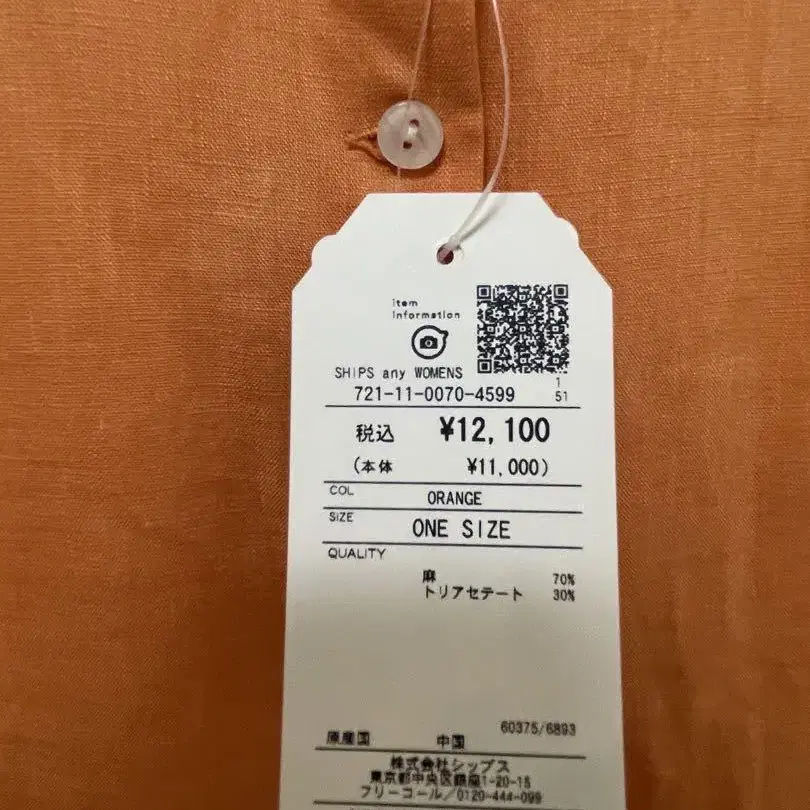 item
information
SHIPS any WOMENS
721-11-0070-4599
1
51
税込 ¥12,100
(本体 ¥11,000)
COL ORANGE
SIZE ONE SIZE
QUALITY
麻 70%
トリアセテート 30%
60375/6893
原産国 中国
株式会社シップス
東京都中央区銀座1-20-15
フリーコール/0120-444-099